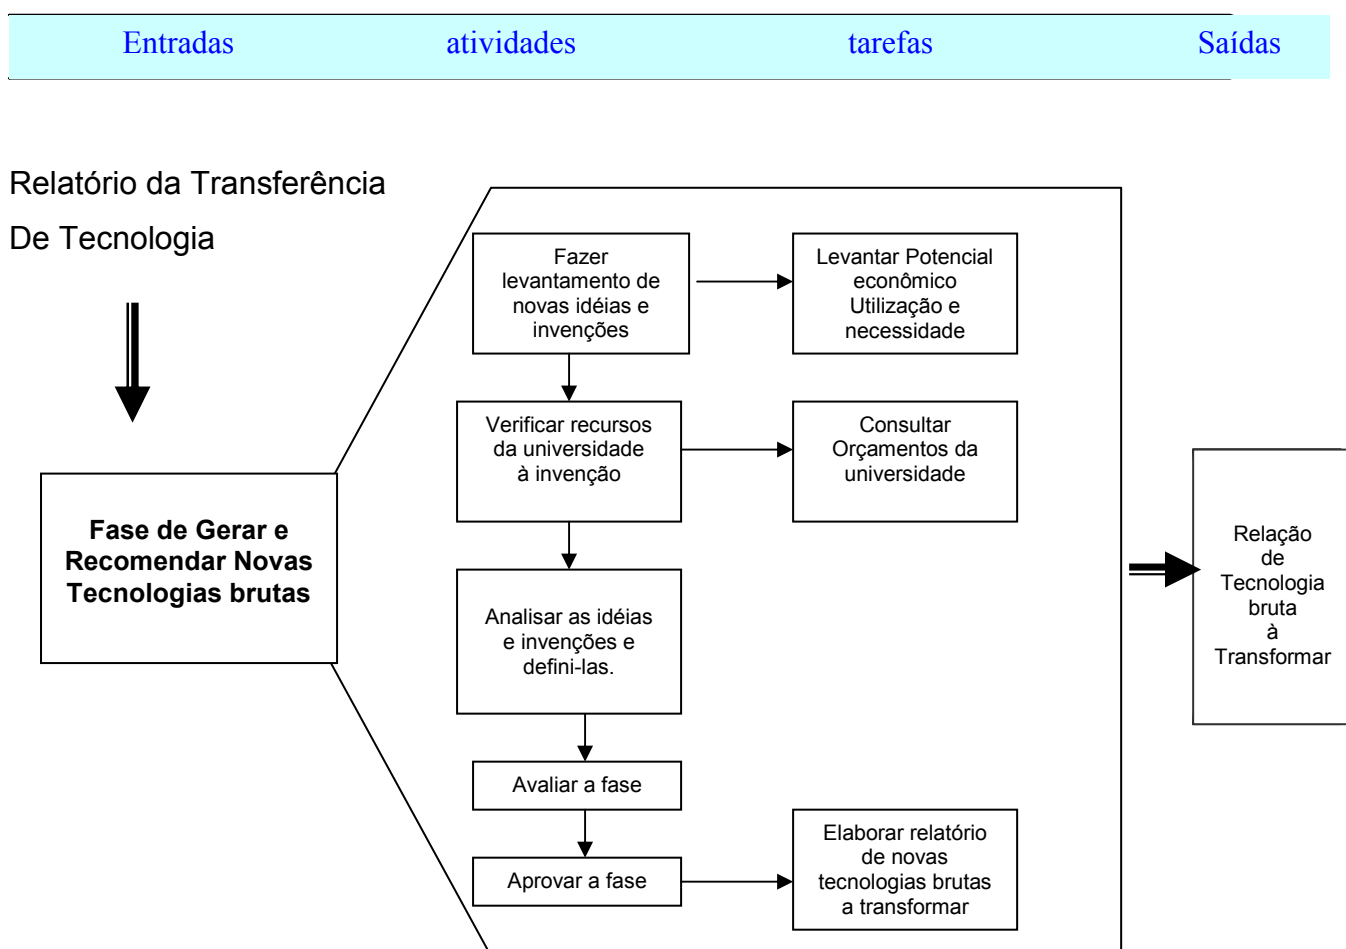 Entradas atividades tarefas Saídas
Relatório da Transferência
De Tecnologia
Fase de Gerar e
Recomendar Novas
Tecnologias brutas
Fazer
levantamento de
novas idéias e
invenções
Levantar Potencial
econômico
Utilização e
necessidade
Verificar recursos
da universidade
à invenção
Consultar
Orçamentos da
universidade
Analisar as idéias
e invenções e
defini-las.
Avaliar a fase
Aprovar a fase
Elaborar relatório
de novas
tecnologias brutas
a transformar
Relação
de
Tecnologia
bruta
à
Transformar